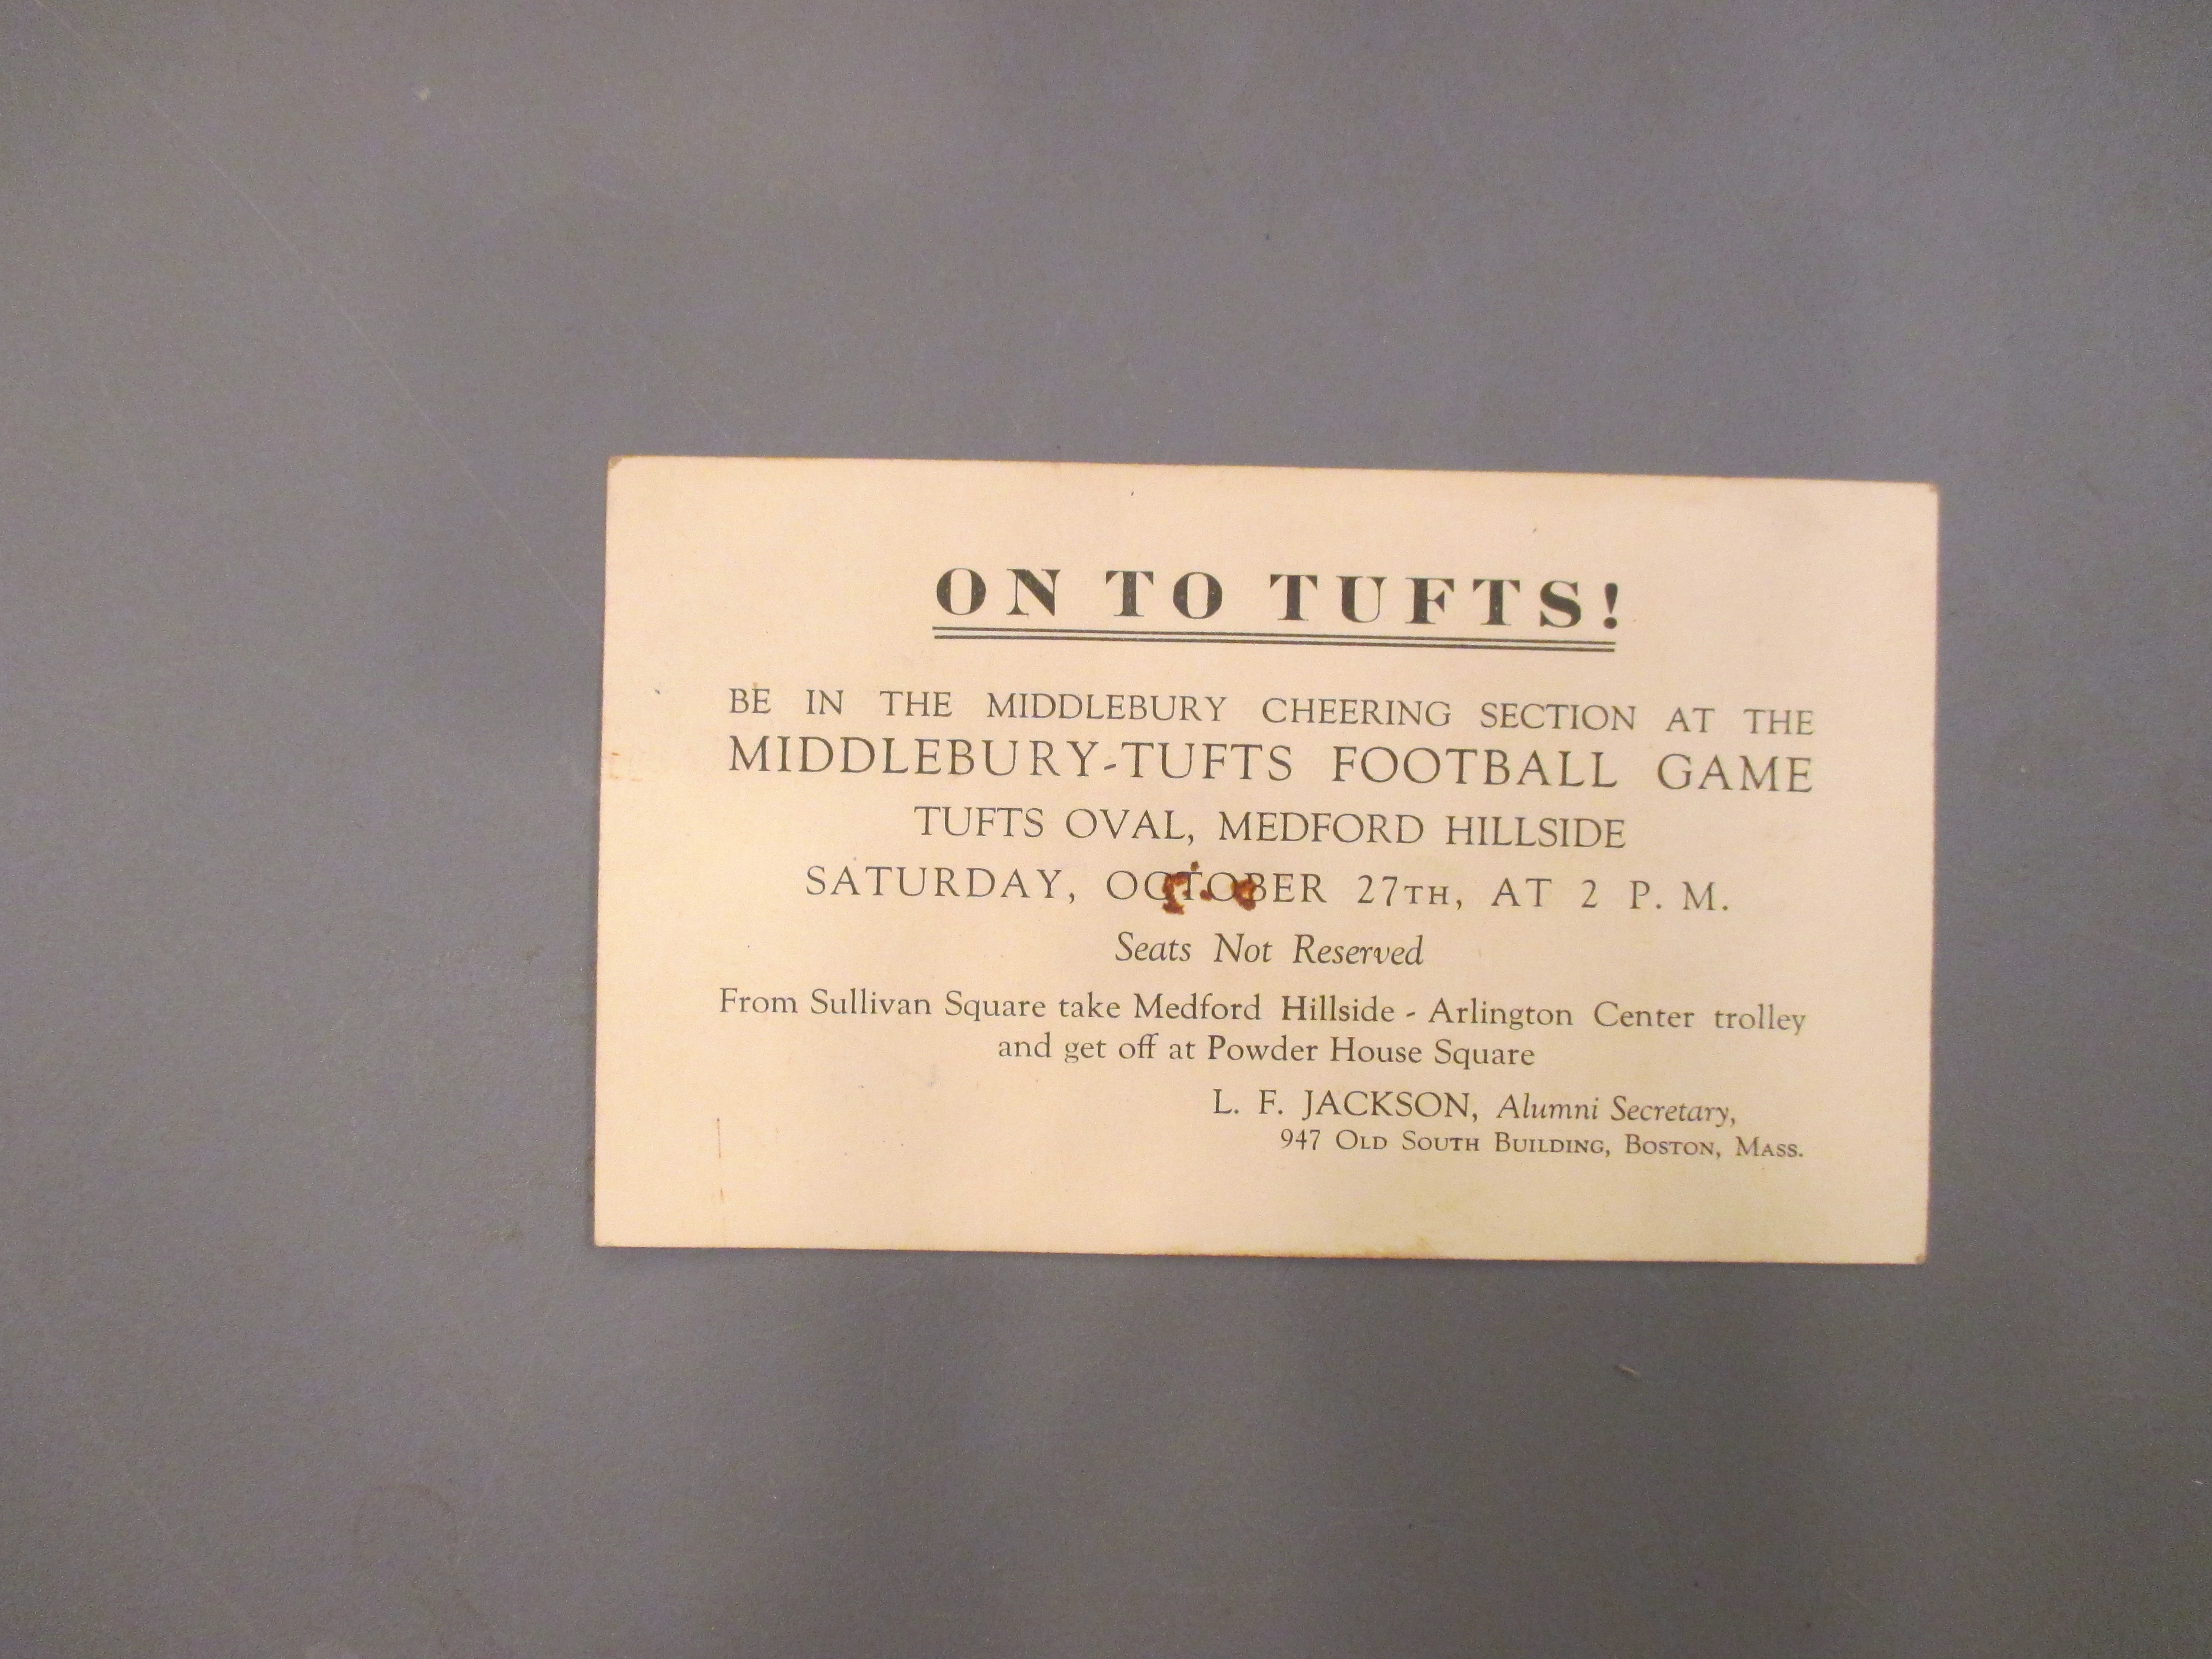 ON TO TUFTS!
BE IN THE MIDDLEBURY CHEERING SECTION AT THE
MIDDLEBURY-TUFTS FOOTBALL GAME
TUFTS OVAL, MEDFORD HILLSIDE
SATURDAY, OCTOBER 27TH, AT 2 P. M.
Seats Not Reserved
From Sullivan Square take Medford Hillside - Arlington Center trolley
and get off at Powder House Square
L. F. JACKSON, Alumni Secretary,
947 OLD SOUTH BUILDING, BOSTON, MASS.